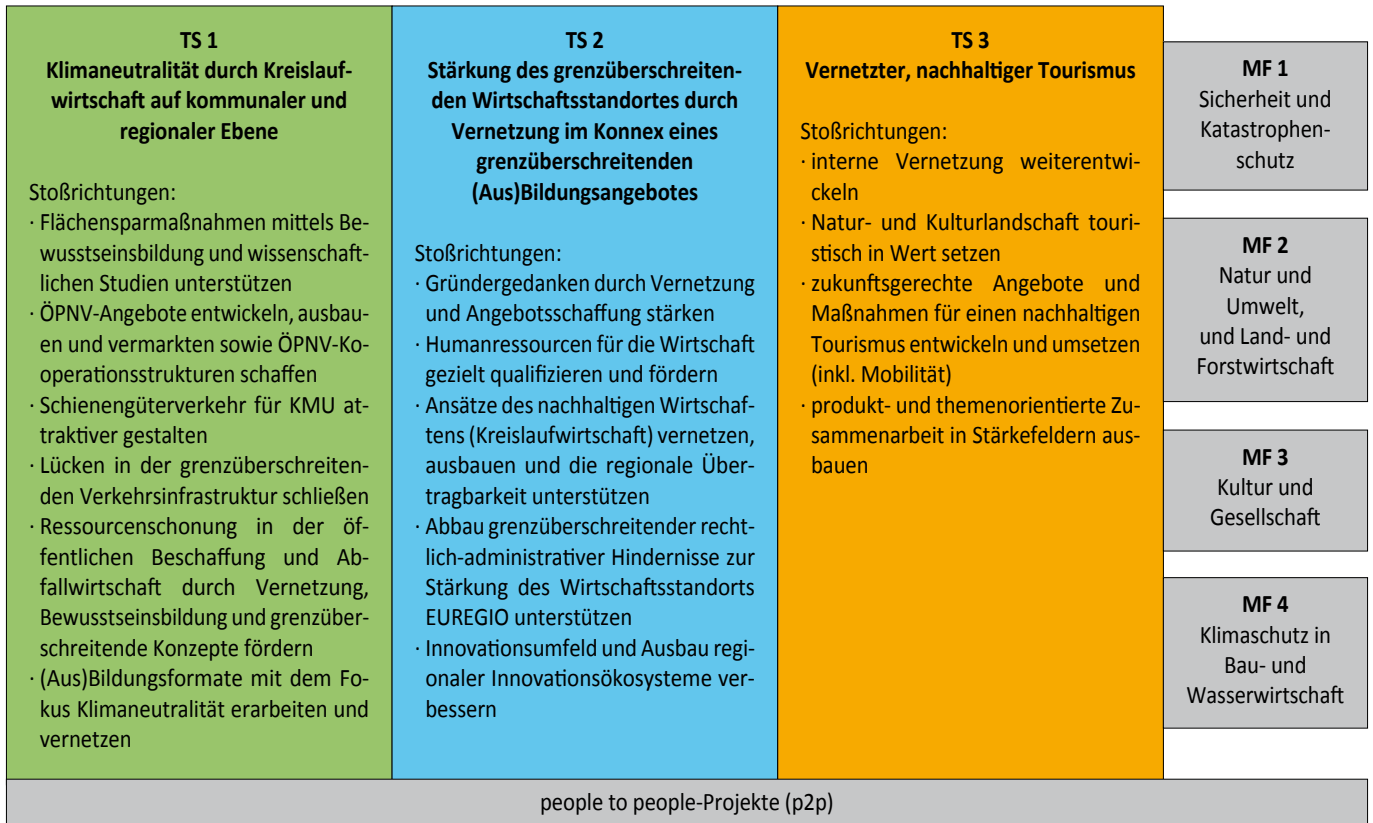 TS 1
Klimaneutralität durch Kreislauf-
wirtschaft auf kommunaler und
regionaler Ebene
Stoßrichtungen:
· Flächensparmaßnahmen mittels Be-
wusstseinsbildung und wissenschaft-
lichen Studien unterstützen
· ÖPNV-Angebote entwickeln, ausbau-
en und vermarkten sowie ÖPNV-Ko-
operationsstrukturen schaffen
· Schienengüterverkehr für KMU at-
traktiver gestalten
· Lücken in der grenzüberschreiten-
den Verkehrsinfrastruktur schließen
· Ressourcenschonung in der öf-
fentlichen Beschaffung und Ab-
fallwirtschaft durch Vernetzung,
Bewusstseinsbildung und grenzüber-
schreitende Konzepte fördern
· (Aus)Bildungsformate mit dem Fo-
kus Klimaneutralität erarbeiten und
vernetzen
TS 2
Stärkung des grenzüberschreiten-
den Wirtschaftsstandortes durch
Vernetzung im Konnex eines
grenzüberschreitenden
(Aus)Bildungsangebotes
Stoßrichtungen:
· Gründergedanken durch Vernetzung
und Angebotsschaffung stärken
· Humanressourcen für die Wirtschaft
gezielt qualifizieren und fördern
· Ansätze des nachhaltigen Wirtschaf-
tens (Kreislaufwirtschaft) vernetzen,
ausbauen und die regionale Über-
tragbarkeit unterstützen
· Abbau grenzüberschreitender recht-
lich-administrativer Hindernisse zur
Stärkung des Wirtschaftsstandorts
EUREGIO unterstützen
· Innovationsumfeld und Ausbau regi-
onaler Innovationsökosysteme ver-
bessern
TS 3
Vernetzter, nachhaltiger Tourismus
Stoßrichtungen:
· interne Vernetzung weiterentwi-
ckeln
· Natur- und Kulturlandschaft touri-
stisch in Wert setzen
· zukunftsgerechte Angebote und
Maßnahmen für einen nachhaltigen
Tourismus entwickeln und umsetzen
(inkl. Mobilität)
· produkt- und themenorientierte Zu-
sammenarbeit in Stärkefeldern aus-
bauen
MF 1
Sicherheit und
Katastrophen-
schutz
MF 2
Natur und
Umwelt,
und Land- und
Forstwirtschaft
MF 3
Kultur und
Gesellschaft
MF 4
Klimaschutz in
Bau- und
Wasserwirtschaft
people to people-Projekte (p2p)